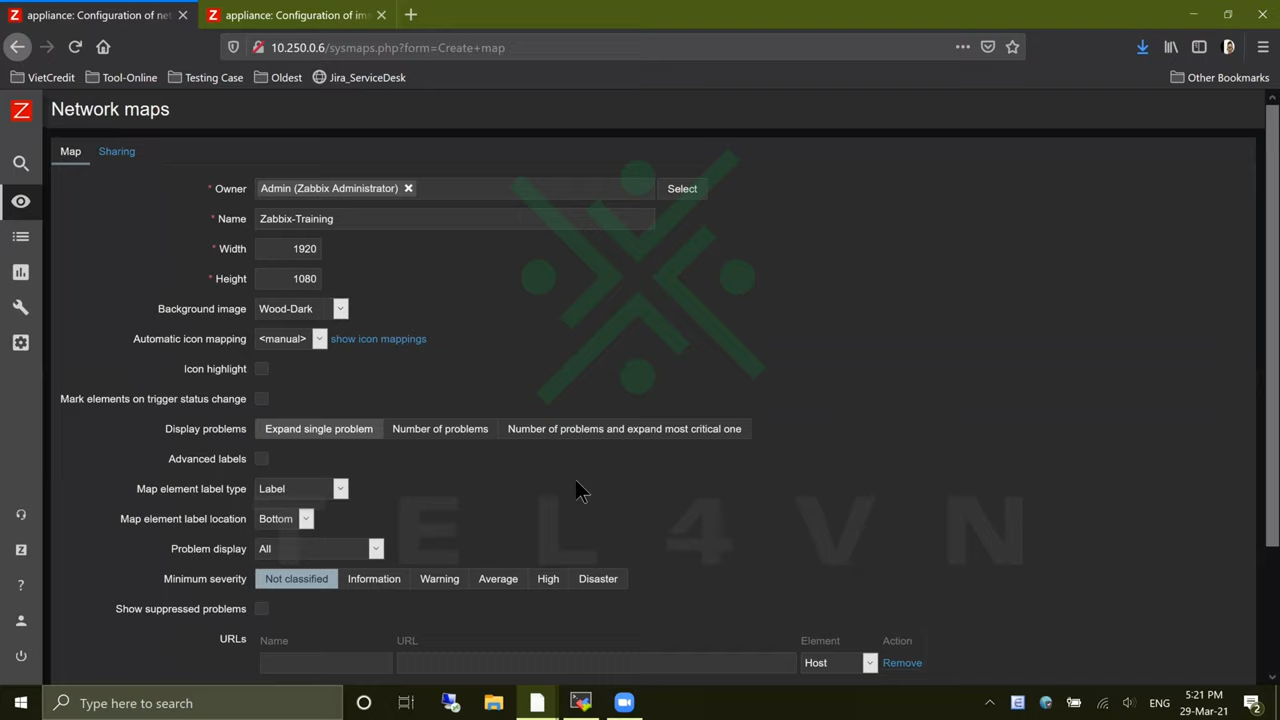 appliance: Configuration of net
appliance: Configuration of im
10.250.0.6/sysmaps.php?form=Create+map
VietCredit
Tool-Online
Testing Case
Oldest
Jira_ServiceDesk
Other Bookmarks
Z
Network maps
Map
Sharing
* Owner
Admin (Zabbix Administrator)
Select
* Name
Zabbix-Training
* Width
1920
* Height
1080
Background image
Wood-Dark
Automatic icon mapping
<manual>
show icon mappings
Icon highlight
Mark elements on trigger status change
Display problems
Expand single problem
Number of problems
Number of problems and expand most critical one
Advanced labels
Map element label type
Label
Map element label location
Bottom
Problem display
All
Minimum severity
Not classified
Information
Warning
Average
High
Disaster
Show suppressed problems
URLs
Name
URL
Element
Action
Host
Remove
TEL4VN
Type here to search
ENG
5:21 PM
29-Mar-21
2